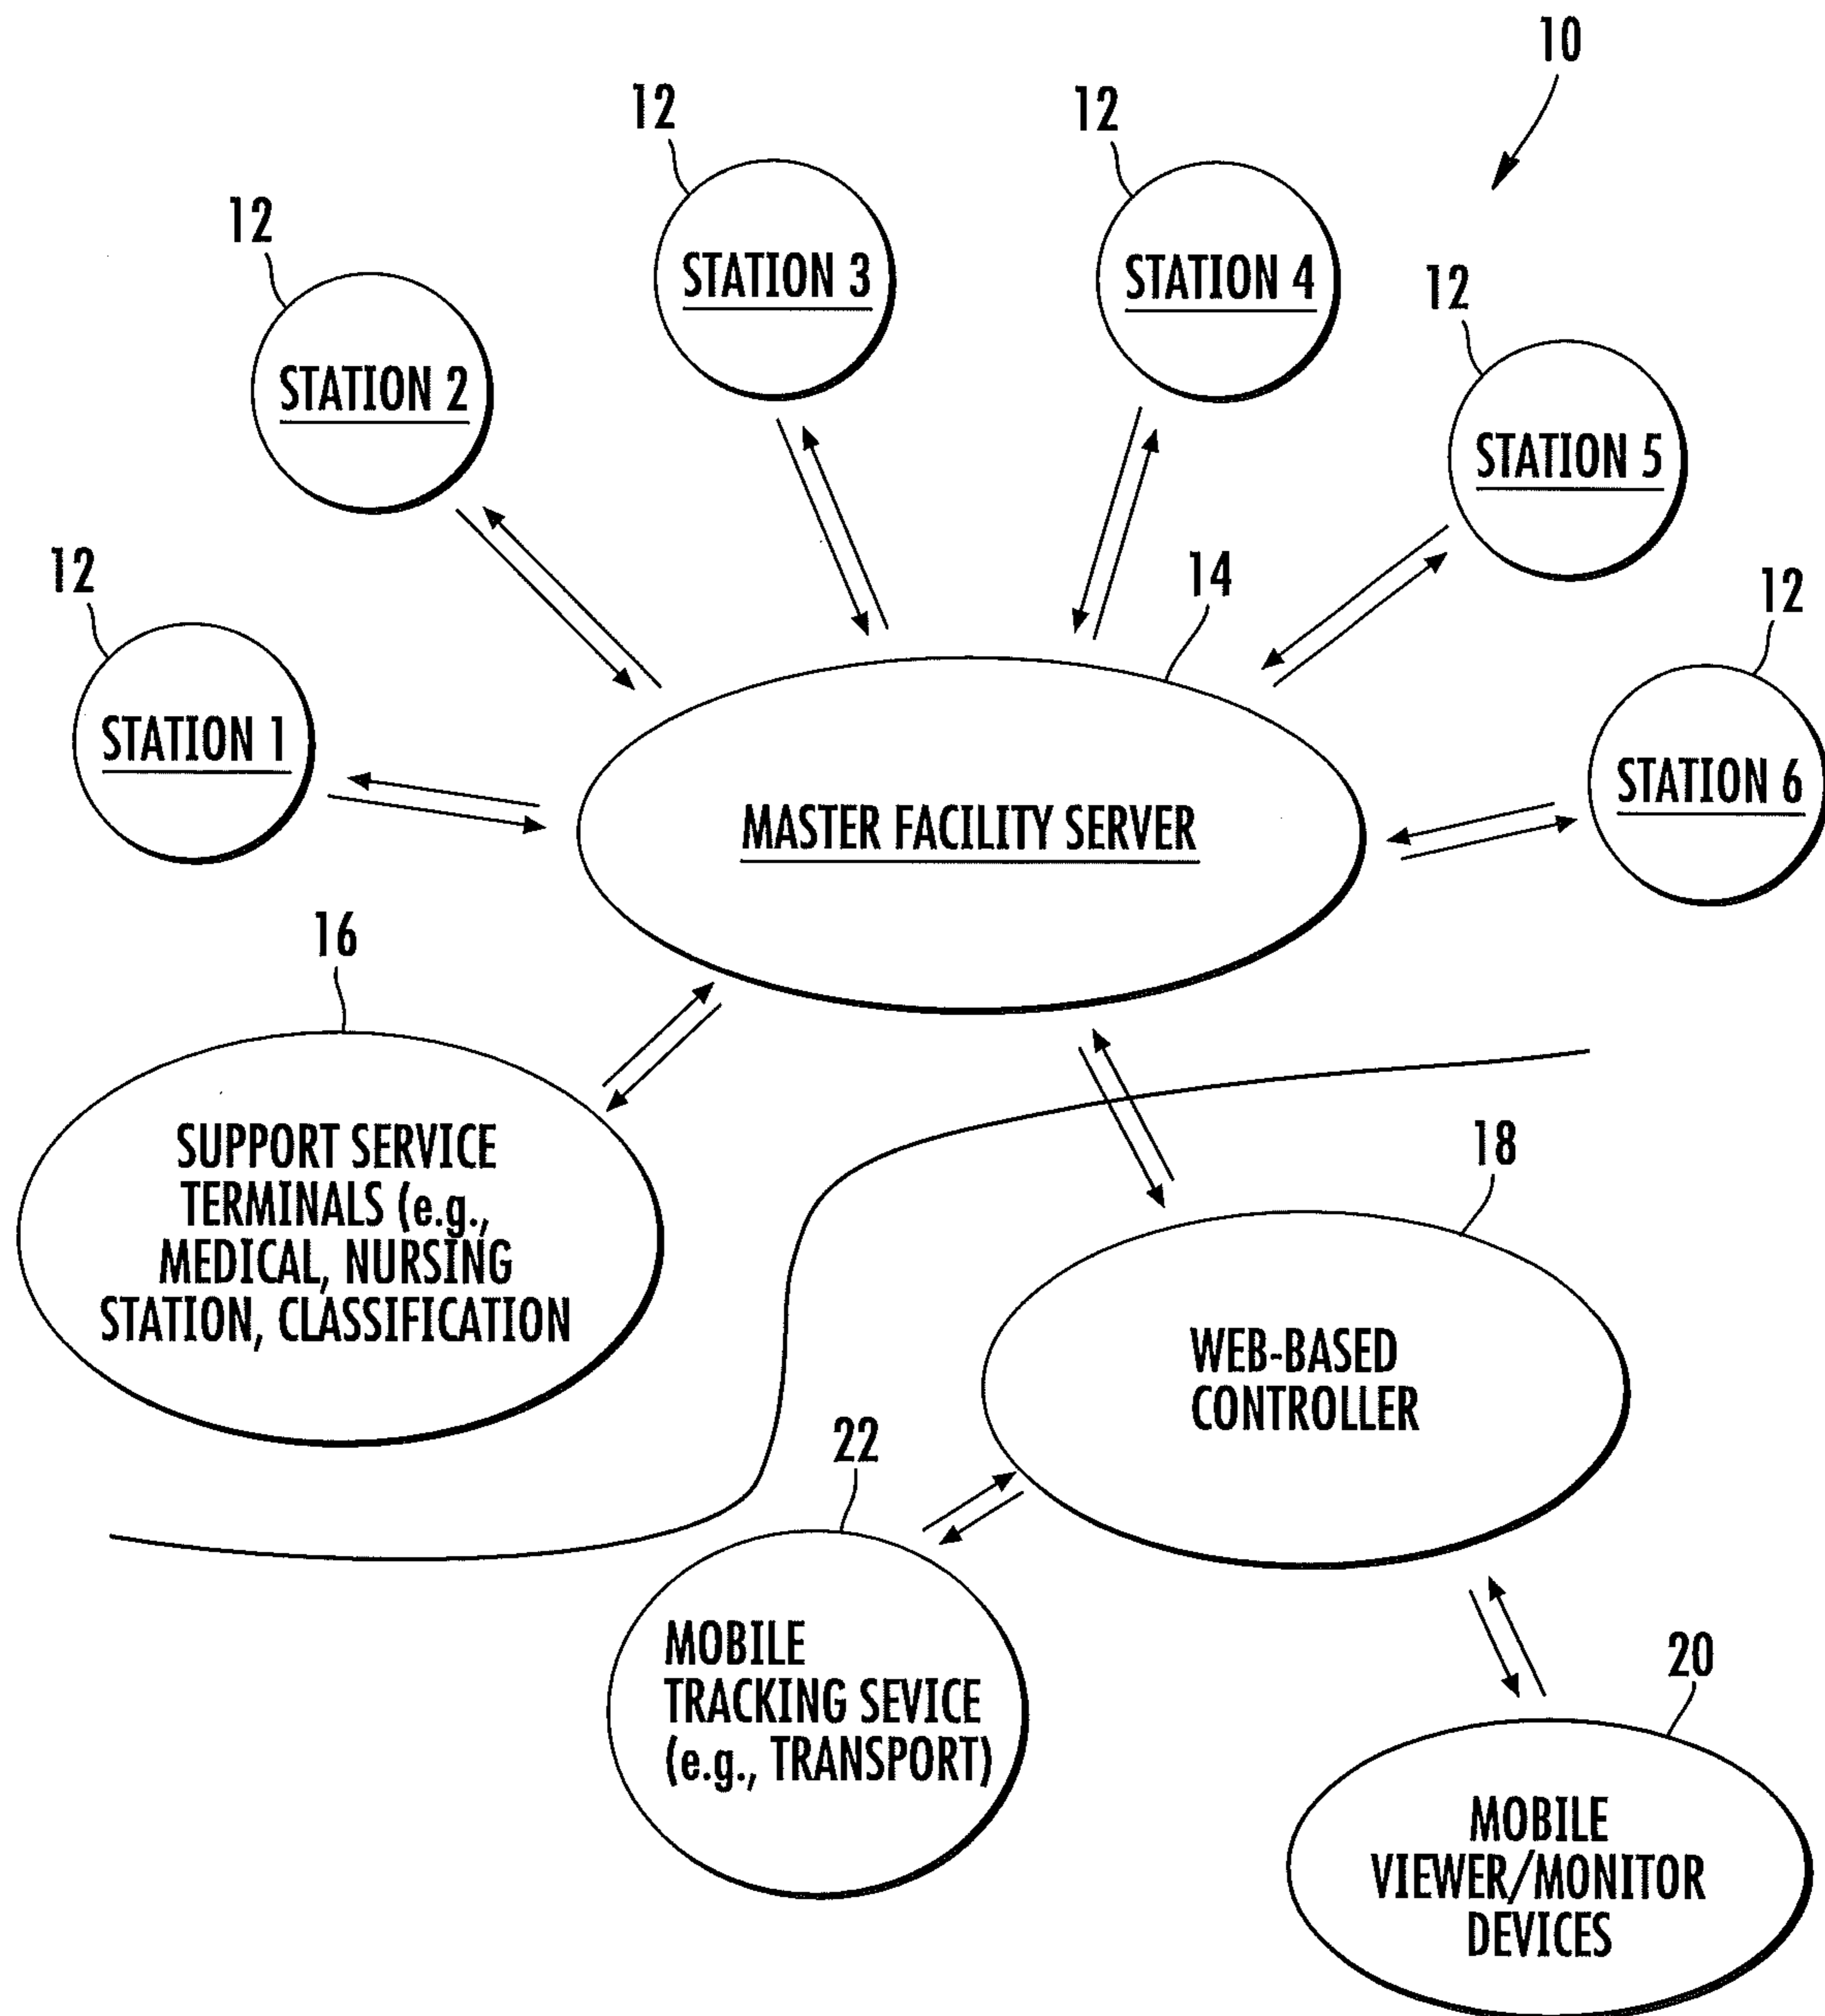 10
12
12
12
STATION 3
STATION 4
12
12
STATION 2
STATION 5
12
14
12
STATION 1
MASTER FACILITY SERVER
STATION 6
16
SUPPORT SERVICE
TERMINALS (e.g.,
MEDICAL, NURSING
STATION, CLASSIFICATION
18
WEB-BASED
CONTROLLER
22
MOBILE
TRACKING SEVICE
(e.g., TRANSPORT)
20
MOBILE
VIEWER/MONITOR
DEVICES